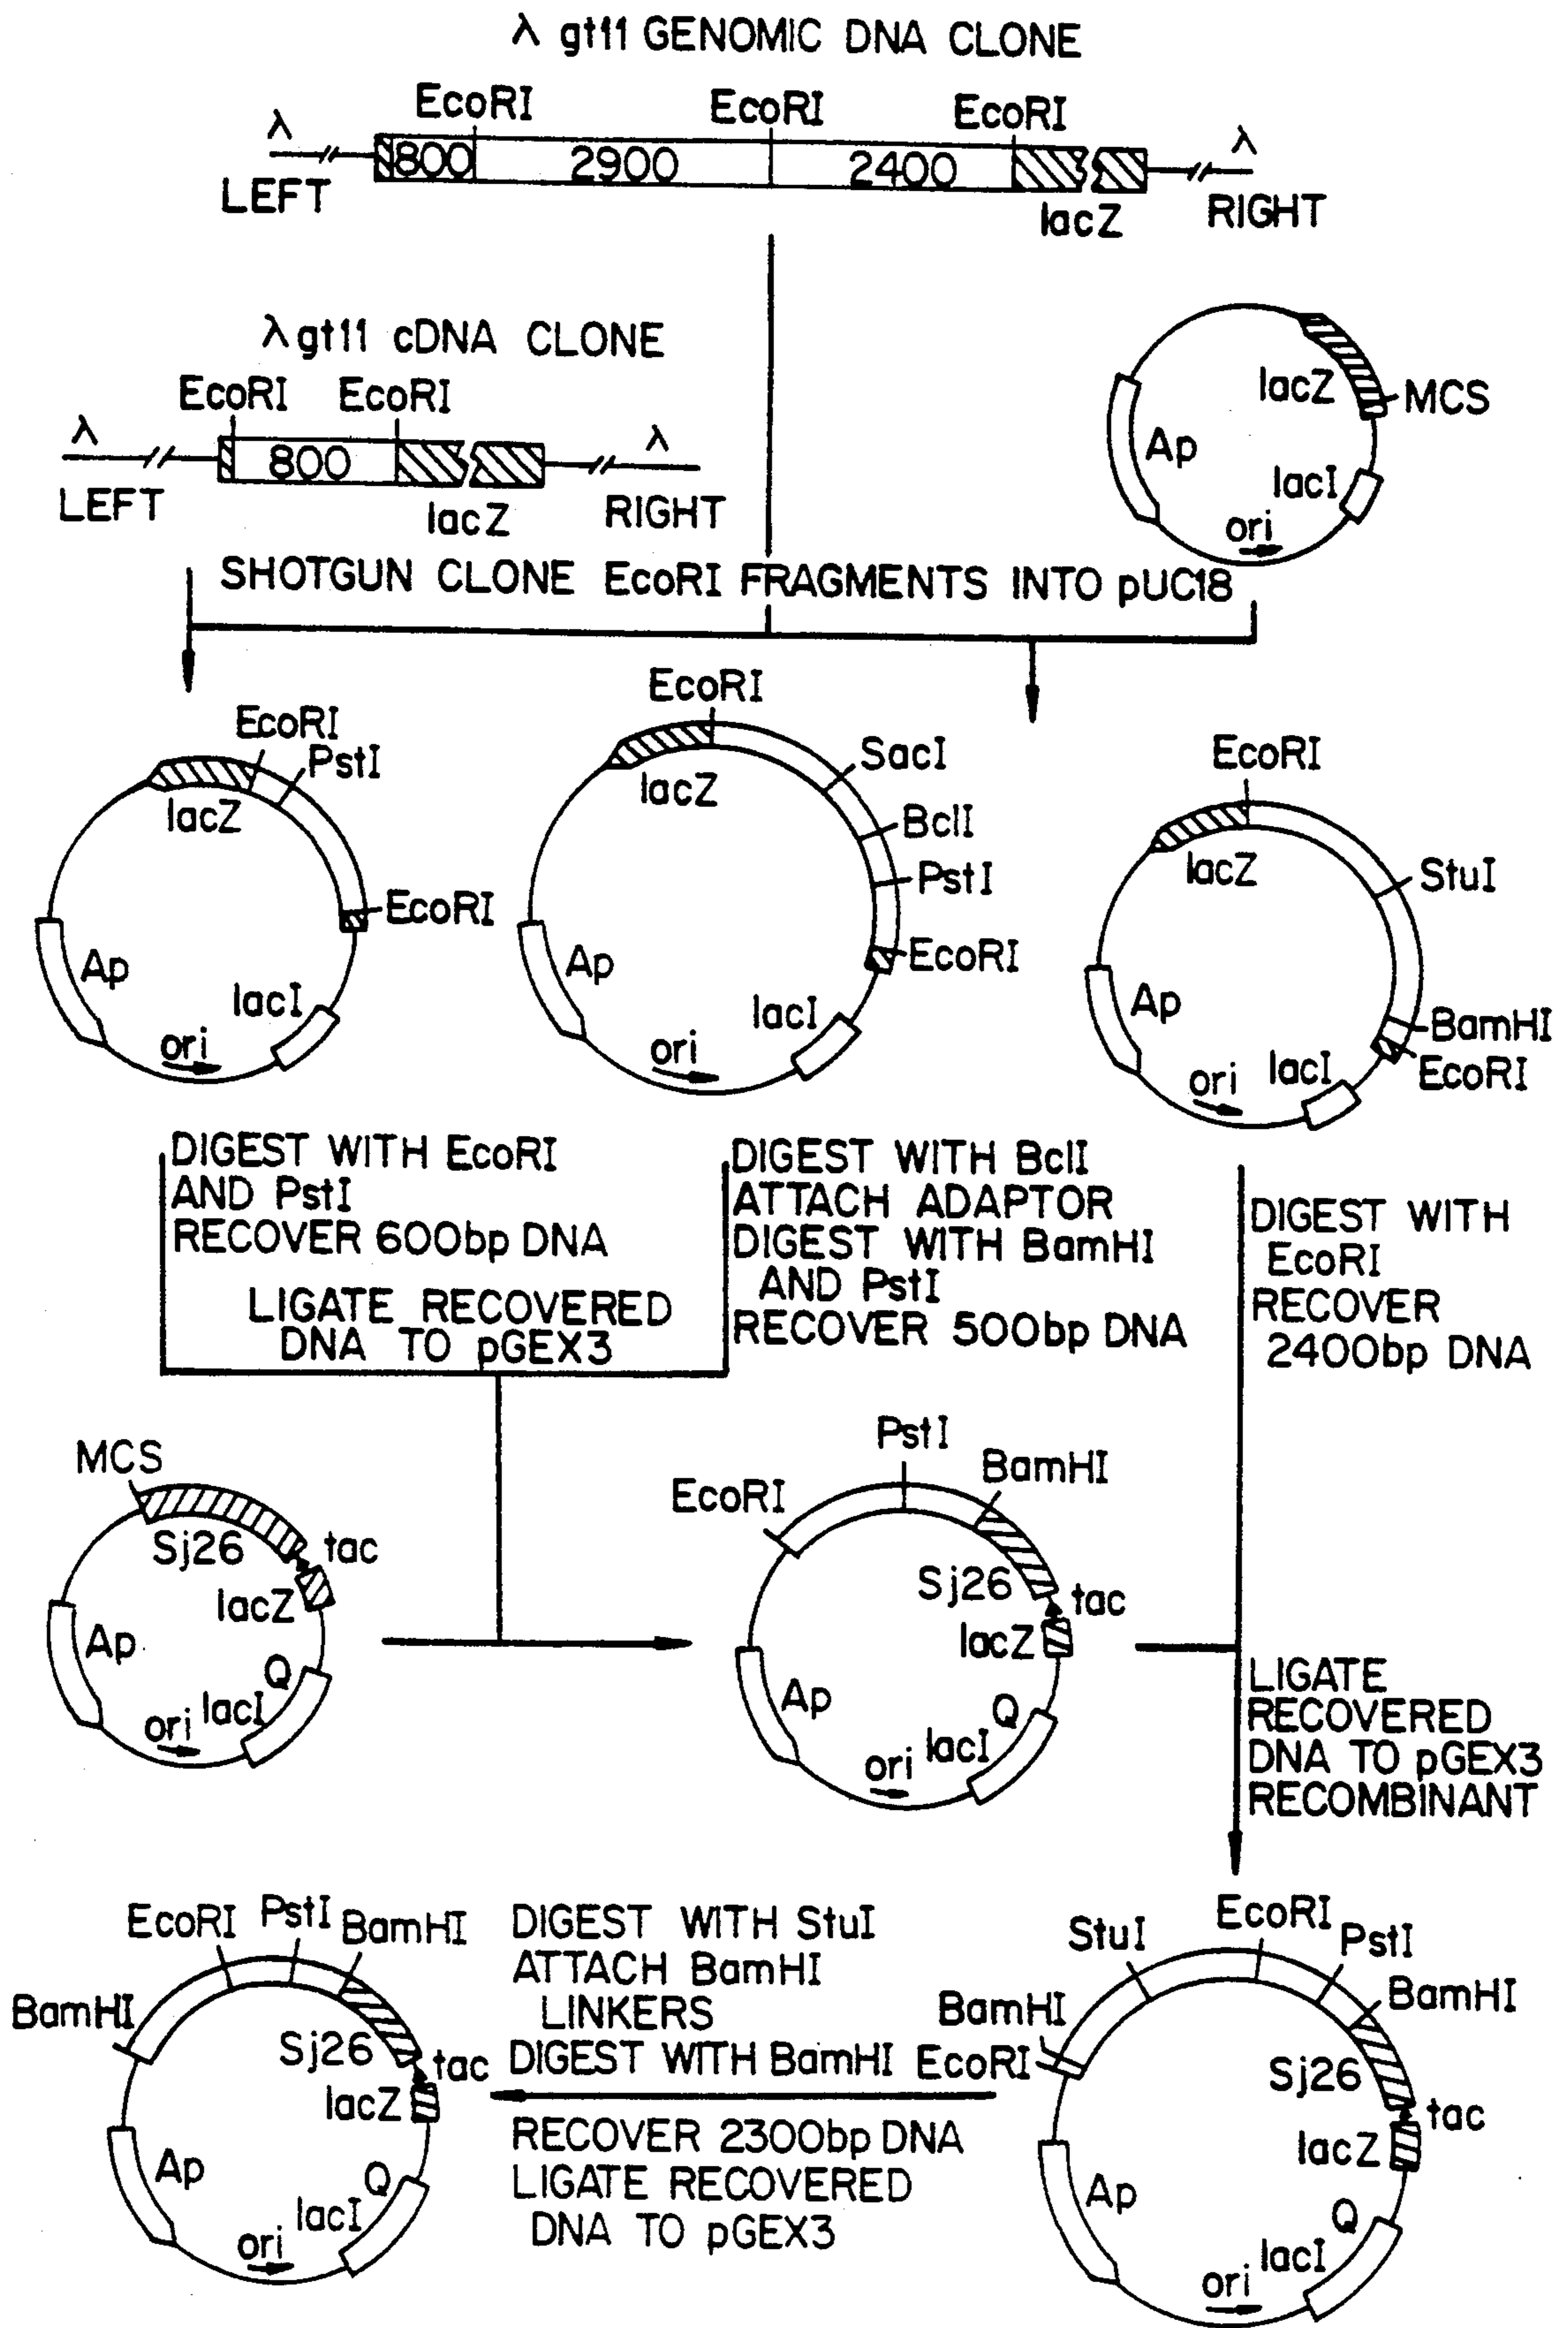 λ gt11 GENOMIC DNA CLONE
EcoRI EcoRI EcoRI
λ λ
800 2900 2400
LEFT lacZ RIGHT
λgt11 cDNA CLONE
EcoRI EcoRI
λ λ
800
LEFT lacZ RIGHT
lacZ MCS
Ap
lacI
ori
SHOTGUN CLONE EcoRI FRAGMENTS INTO pUC18
EcoRI
PstI
lacZ
EcoRI
Ap
lacI
ori
EcoRI
SacI
lacZ
BclI
PstI
EcoRI
Ap
lacI
ori
EcoRI
lacZ
StuI
Ap
BamHI
EcoRI
lacI
ori
DIGEST WITH EcoRI
AND PstI
RECOVER 600bp DNA
LIGATE RECOVERED
DNA TO pGEX3
DIGEST WITH BclI
ATTACH ADAPTOR
DIGEST WITH BamHI
AND PstI
RECOVER 500bp DNA
DIGEST WITH
EcoRI
RECOVER
2400bp DNA
MCS
Sj26
tac
lacZ
Ap
Q
lacI
ori
PstI
BamHI
EcoRI
Sj26
tac
lacZ
Ap
Q
lacI
ori
LIGATE
RECOVERED
DNA TO pGEX3
RECOMBINANT
EcoRI PstI BamHI
BamHI
Sj26
tac
lacZ
Ap
Q
lacI
ori
DIGEST WITH StuI
ATTACH BamHI
LINKERS
DIGEST WITH BamHI
RECOVER 2300bp DNA
LIGATE RECOVERED
DNA TO pGEX3
EcoRI
StuI
PstI
BamHI
BamHI
EcoRI
Sj26
tac
lacZ
Ap
Q
lacI
ori